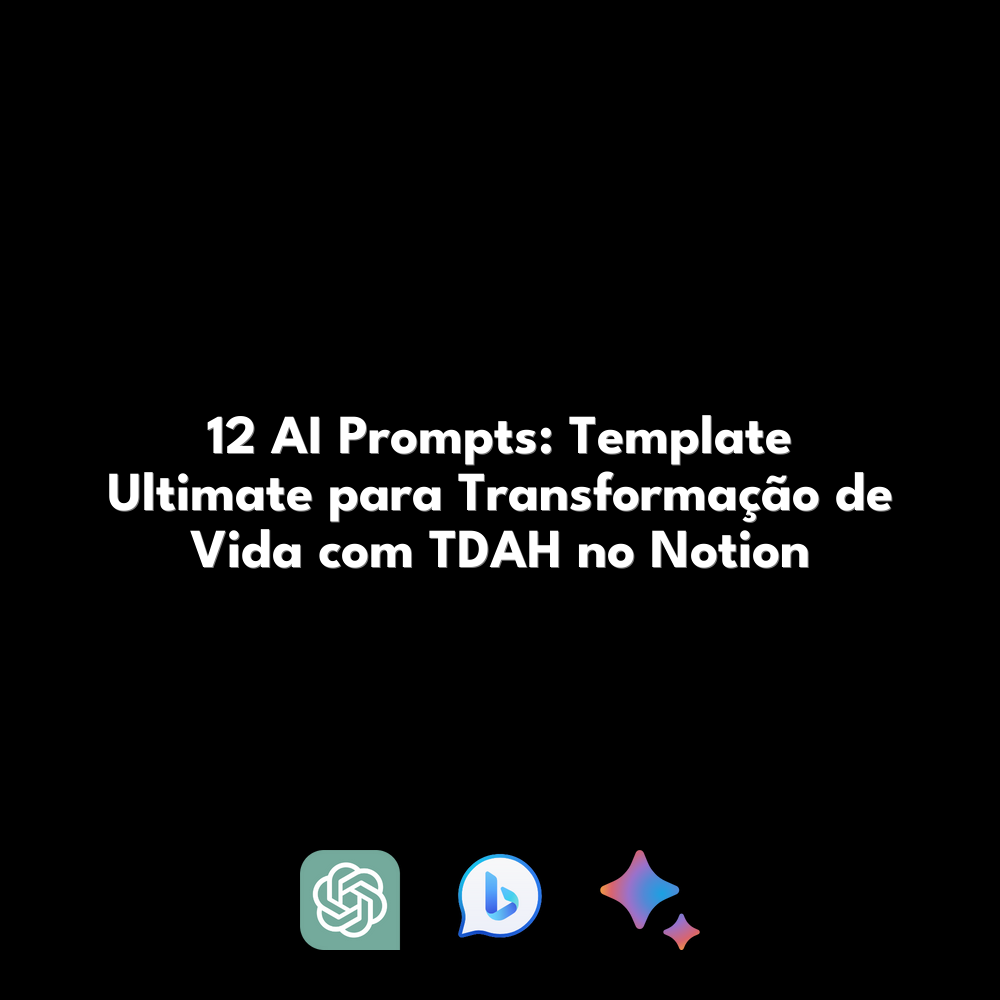 12 AI Prompts: Template
Ultimate para Transformação de
Vida com TDAH no Notion